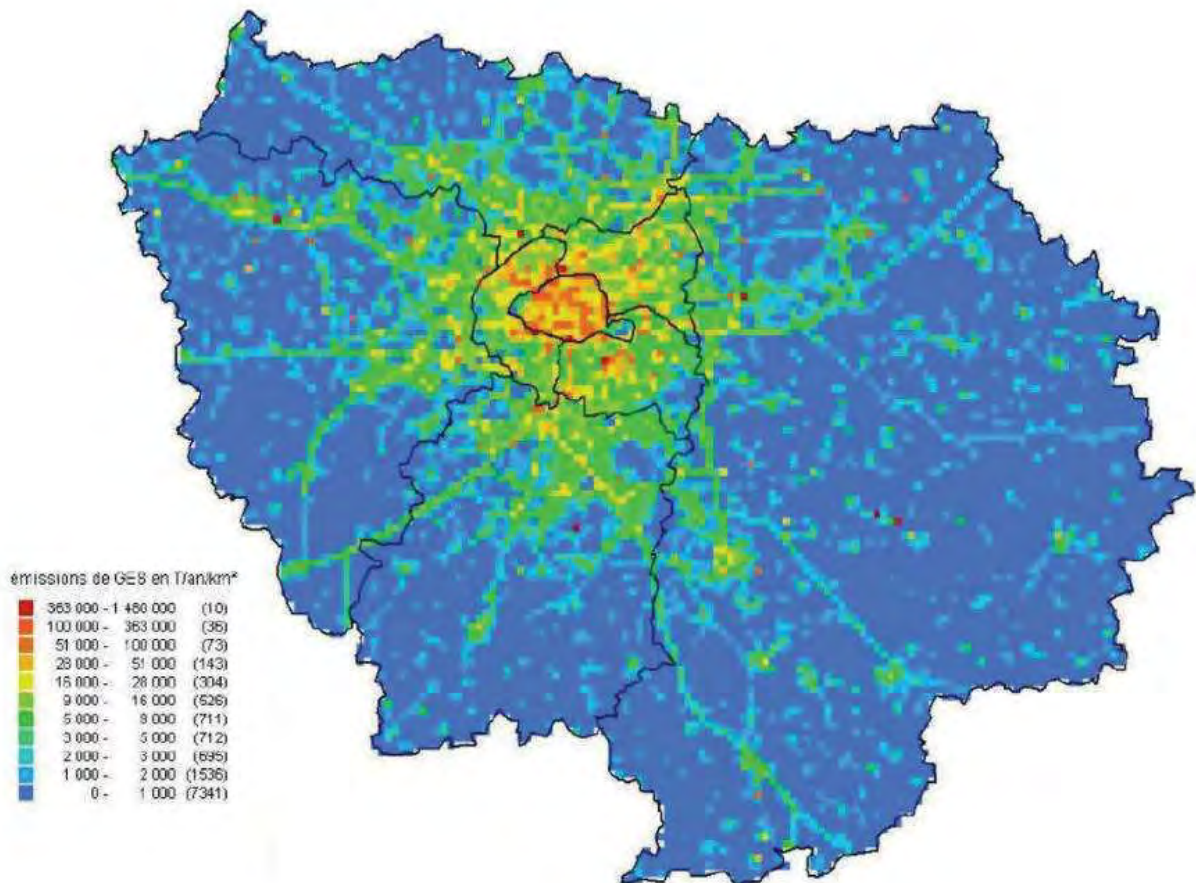 émissions de GES en T/an/km²
363 000 - 1 460 000 (10)
100 000 - 363 000 (36)
51 000 - 100 000 (73)
28 000 - 51 000 (143)
16 000 - 28 000 (304)
9 000 - 16 000 (526)
5 000 - 9 000 (711)
3 000 - 5 000 (712)
2 000 - 3 000 (695)
1 000 - 2 000 (1536)
0 - 1 000 (7341)